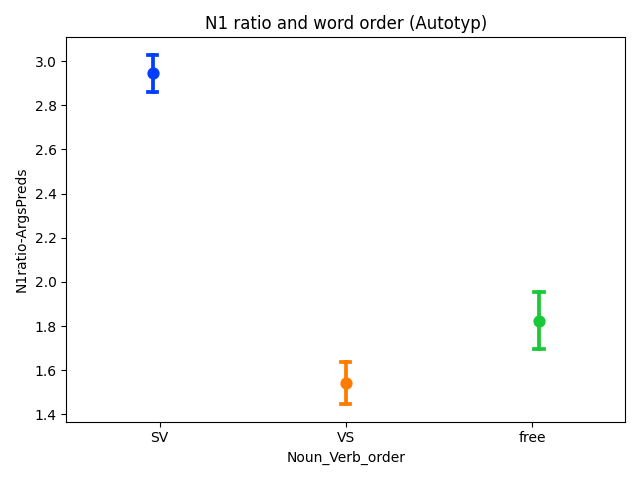 N1 ratio and word order (Autotyp)
N1ratio-ArgsPreds
3.0
2.8
2.6
2.4
2.2
2.0
1.8
1.6
1.4
SV VS free
Noun_Verb_order